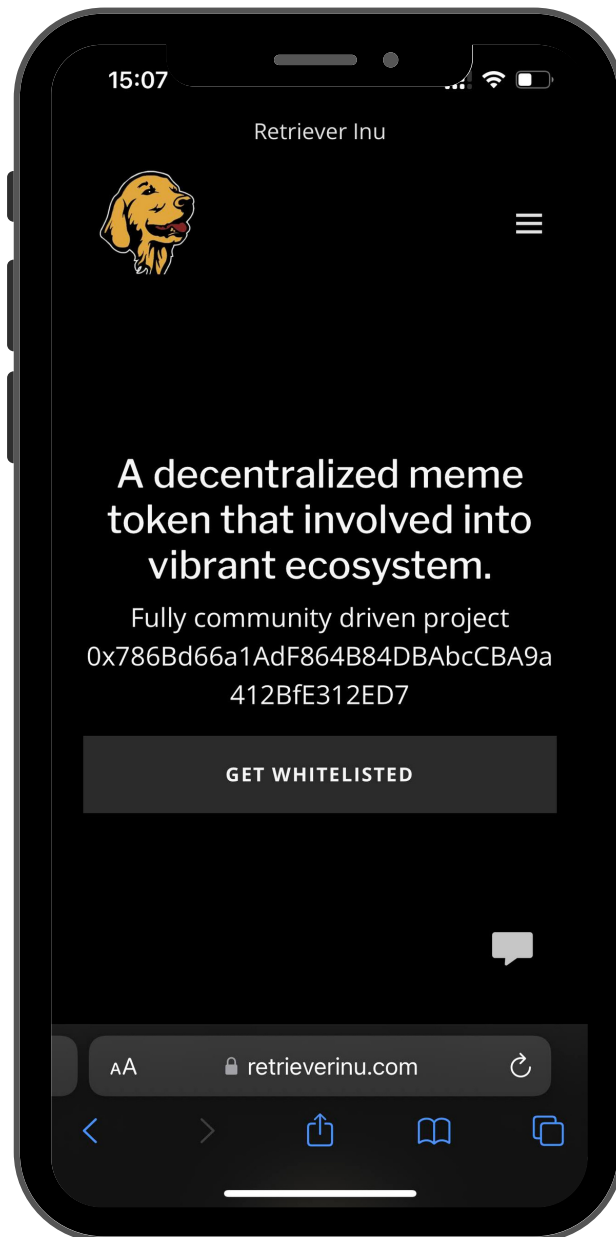 15:07
Retriever Inu
A decentralized meme
token that involved into
vibrant ecosystem.
Fully community driven project
0x786Bd66a1AdF864B84DBAbcCBA9a
412BfE312ED7
GET WHITELISTED
AA
retrieverinu.com